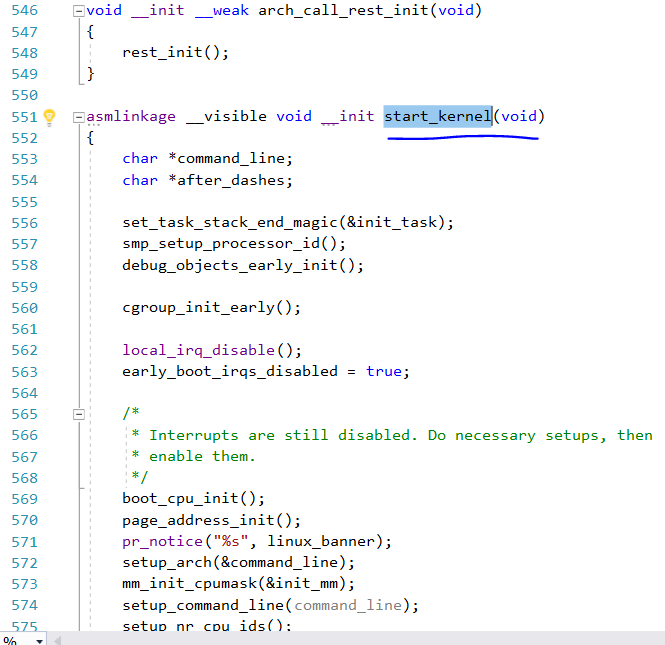 546 void __init __weak arch_call_rest_init(void)
547 {
548 rest_init();
549 }
550
551 asmlinkage __visible void __init start_kernel(void)
552 {
553 char *command_line;
554 char *after_dashes;
555
556 set_task_stack_end_magic(&init_task);
557 smp_setup_processor_id();
558 debug_objects_early_init();
559
560 cgroup_init_early();
561
562 local_irq_disable();
563 early_boot_irqs_disabled = true;
564
565 /*
566 * Interrupts are still disabled. Do necessary setups, then
567 * enable them.
568 */
569 boot_cpu_init();
570 page_address_init();
571 pr_notice("%s", linux_banner);
572 setup_arch(&command_line);
573 mm_init_cpumask(&init_mm);
574 setup_command_line(command_line);
575 setup_nr_cpu_ids();
%